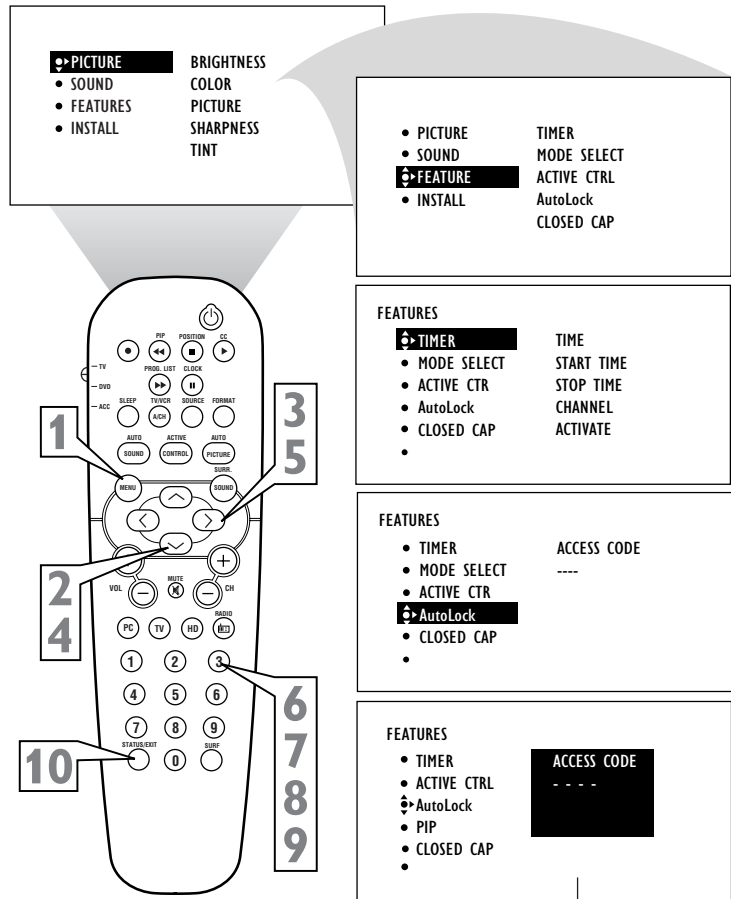 PICTURE BRIGHTNESS
SOUND COLOR
FEATURES PICTURE
INSTALL SHARPNESS
TINT
PICTURE TIMER
SOUND MODE SELECT
FEATURE ACTIVE CTRL
INSTALL AutoLock
CLOSED CAP
FEATURES
TIMER TIME
MODE SELECT START TIME
ACTIVE CTR STOP TIME
AutoLock CHANNEL
CLOSED CAP ACTIVATE
FEATURES
TIMER ACCESS CODE
MODE SELECT ----
ACTIVE CTR
AutoLock
CLOSED CAP
FEATURES
TIMER ACCESS CODE
ACTIVE CTRL - - - -
AutoLock
PIP
CLOSED CAP
PIP POSITION CC
TV
PROG. LIST CLOCK
DVD
ACC SLEEP TV/VCR SOURCE FORMAT
A/CH
AUTO ACTIVE AUTO
SOUND CONTROL PICTURE
SURR.
MENU SOUND
VOL MUTE CH
RADIO
PC TV HD
1 2 3
4 5 6
7 8 9
STATUS/EXIT 0 SURF
1
2
4
3
5
6
7
8
9
10